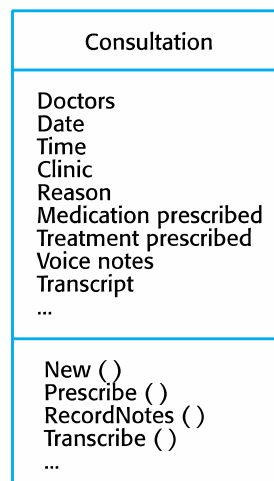 Consultation
Doctors
Date
Time
Clinic
Reason
Medication prescribed
Treatment prescribed
Voice notes
Transcript
...
New ( )
Prescribe ( )
RecordNotes ( )
Transcribe ( )
...